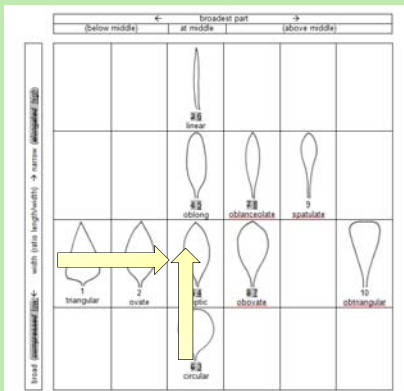 ← broadest part →
(below middle) at middle (above middle)
linear
oblong oblanceolate 9 spatulate
1 triangular 2 ovate obovate 10 obtriangular
circular
broad ← width (ratio length/width) → narrow